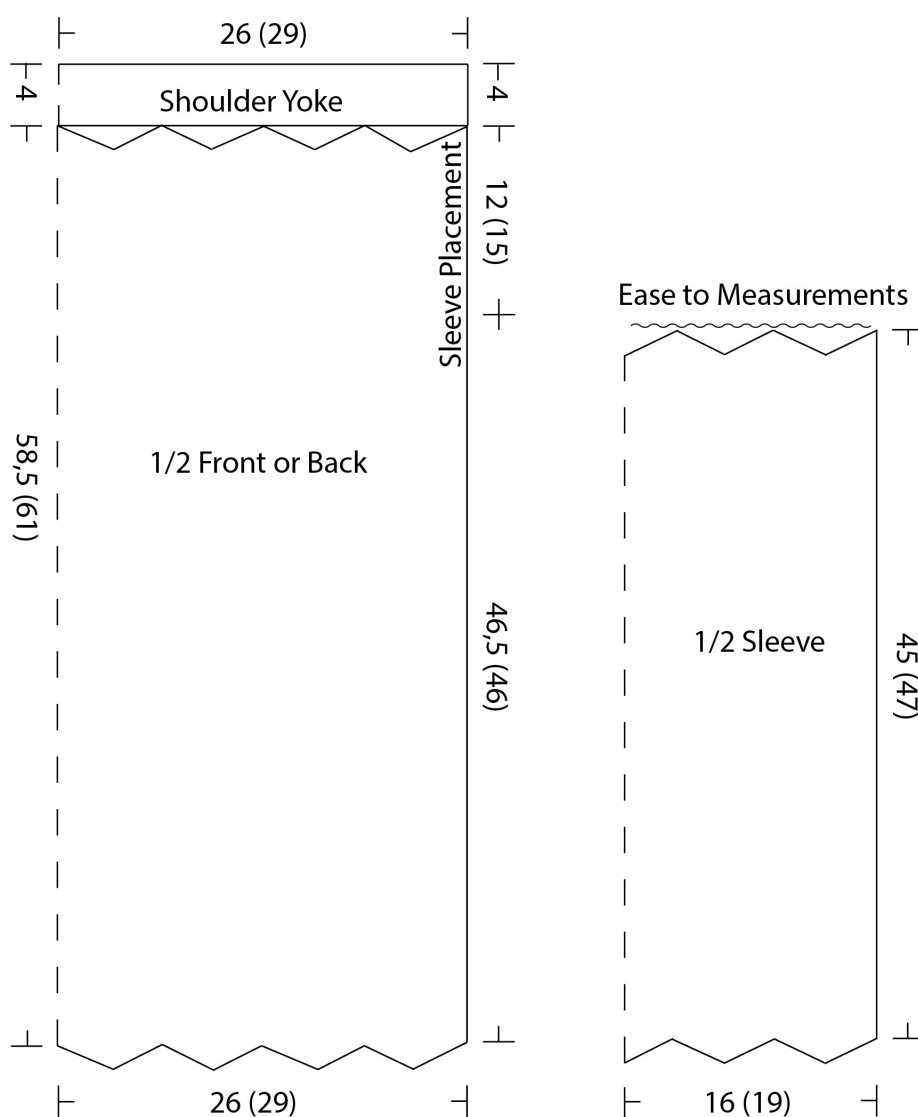 26 (29)
4
4
Shoulder Yoke
Sleeve Placement
12 (15)
Ease to Measurements
58,5 (61)
1/2 Front or Back
46,5 (46)
1/2 Sleeve
45 (47)
26 (29)
16 (19)